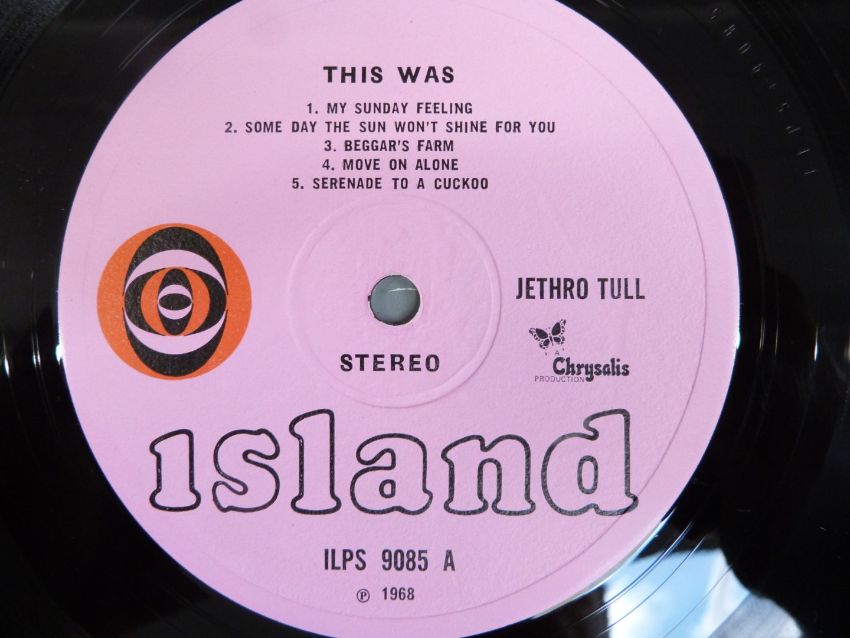 THIS WAS
1. MY SUNDAY FEELING
2. SOME DAY THE SUN WON'T SHINE FOR YOU
3. BEGGAR'S FARM
4. MOVE ON ALONE
5. SERENADE TO A CUCKOO
JETHRO TULL
STEREO
A
Chrysalis
PRODUCTION
island
ILPS 9085 A
℗ 1968